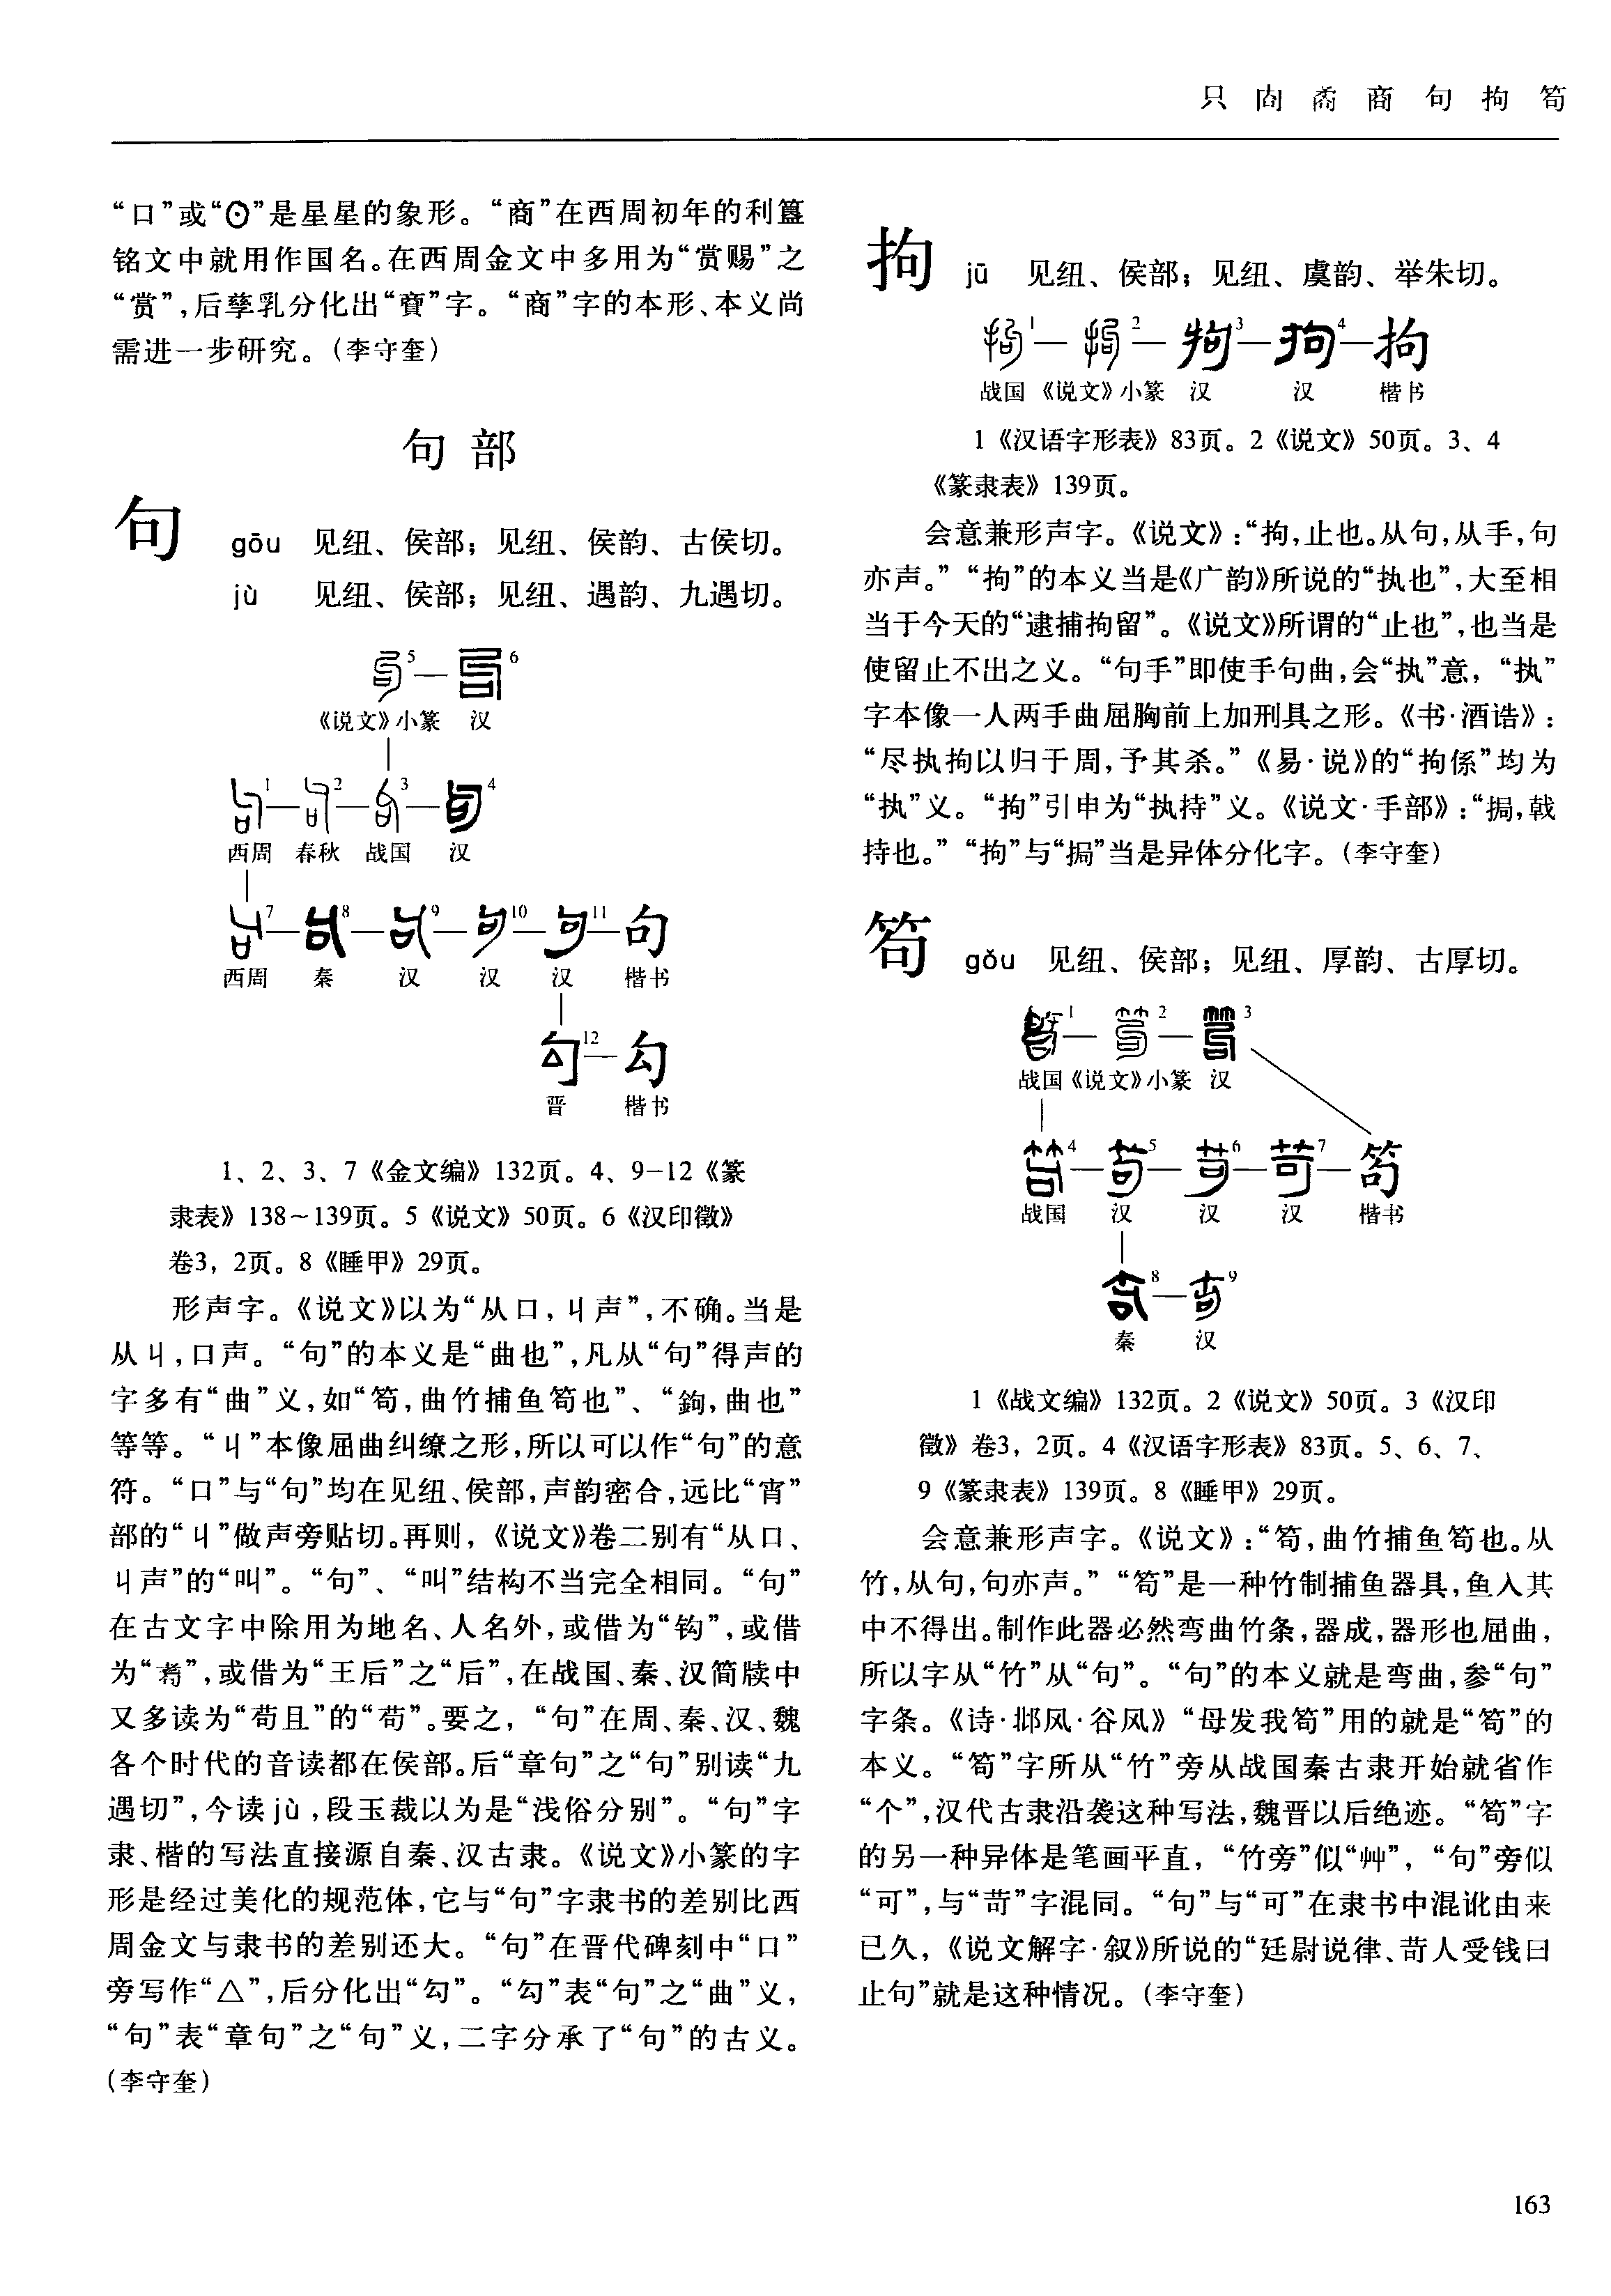 只 㕯 矞 商 句 拘 笱
“口”或“⊙”是星星的象形。“商”在西周初年的利簋
铭文中就用作国名。在西周金文中多用为“赏赐”之
“赏”,后孳乳分化出“賷”字。“商”字的本形、本义尚
需进一步研究。(李守奎)
句 部
句 gōu 见纽、侯部；见纽、侯韵、古侯切。
jù 见纽、侯部；见纽、遇韵、九遇切。
5 — 6
《说文》小篆 汉
1 — 2 — 3 — 4
西周 春秋 战国 汉
7 — 8 — 9 — 10 — 11 — 句
西周 秦 汉 汉 汉 楷书
12 — 勾
晋 楷书
1、2、3、7《金文编》132页。4、9－12《篆
隶表》138～139页。5《说文》50页。6《汉印徵》
卷3，2页。8《睡甲》29页。
形声字。《说文》以为“从口,丩声”,不确。当是
从丩,口声。“句”的本义是“曲也”,凡从“句”得声的
字多有“曲”义,如“笱,曲竹捕鱼笱也”、“鉤,曲也”
等等。“丩”本像屈曲纠缭之形,所以可以作“句”的意
符。“口”与“句”均在见纽、侯部,声韵密合,远比“宵”
部的“丩”做声旁贴切。再则，《说文》卷二别有“从口、
丩声”的“叫”。“句”、“叫”结构不当完全相同。“句”
在古文字中除用为地名、人名外,或借为“钩”,或借
为“耇”,或借为“王后”之“后”,在战国、秦、汉简牍中
又多读为“苟且”的“苟”。要之，“句”在周、秦、汉、魏
各个时代的音读都在侯部。后“章句”之“句”别读“九
遇切”,今读jù,段玉裁以为是“浅俗分别”。“句”字
隶、楷的写法直接源自秦、汉古隶。《说文》小篆的字
形是经过美化的规范体,它与“句”字隶书的差别比西
周金文与隶书的差别还大。“句”在晋代碑刻中“口”
旁写作“△”,后分化出“勾”。“勾”表“句”之“曲”义,
“句”表“章句”之“句”义,二字分承了“句”的古义。
(李守奎)
拘 jū 见纽、侯部；见纽、虞韵、举朱切。
1 — 2 — 3 — 4 — 拘
战国 《说文》小篆 汉 汉 楷书
1《汉语字形表》83页。2《说文》50页。3、4
《篆隶表》139页。
会意兼形声字。《说文》:“拘,止也。从句,从手,句
亦声。”“拘”的本义当是《广韵》所说的“执也”,大至相
当于今天的“逮捕拘留”。《说文》所谓的“止也”,也当是
使留止不出之义。“句手”即使手句曲,会“执”意，“执”
字本像一人两手曲屈胸前上加刑具之形。《书·酒诰》:
“尽执拘以归于周,予其杀。”《易·说》的“拘係”均为
“执”义。“拘”引申为“执持”义。《说文·手部》:“挶,戟
持也。”“拘”与“挶”当是异体分化字。(李守奎)
笱 gǒu 见纽、侯部；见纽、厚韵、古厚切。
1 — 2 — 3
战国 《说文》小篆 汉
4 — 5 — 6 — 7 — 笱
战国 汉 汉 汉 楷书
8 — 9
秦 汉
1《战文编》132页。2《说文》50页。3《汉印
徵》卷3，2页。4《汉语字形表》83页。5、6、7、
9《篆隶表》139页。8《睡甲》29页。
会意兼形声字。《说文》:“笱,曲竹捕鱼笱也。从
竹,从句,句亦声。”“笱”是一种竹制捕鱼器具,鱼入其
中不得出。制作此器必然弯曲竹条,器成,器形也屈曲,
所以字从“竹”从“句”。“句”的本义就是弯曲,参“句”
字条。《诗·邶风·谷风》“毋发我笱”用的就是“笱”的
本义。“笱”字所从“竹”旁从战国秦古隶开始就省作
“个”,汉代古隶沿袭这种写法,魏晋以后绝迹。“笱”字
的另一种异体是笔画平直，“竹旁”似“艸”，“句”旁似
“可”,与“苛”字混同。“句”与“可”在隶书中混讹由来
已久，《说文解字·叙》所说的“廷尉说律、苛人受钱曰
止句”就是这种情况。(李守奎)
163